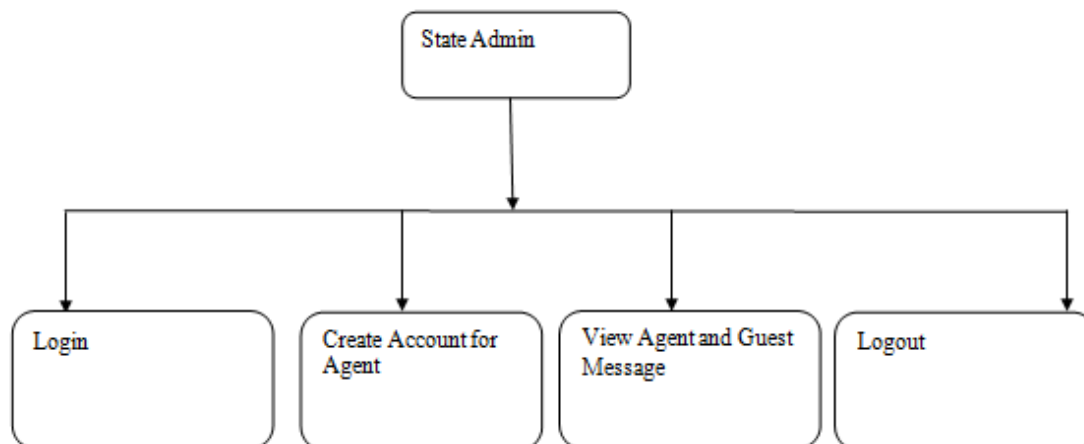 State Admin
Login
Create Account for
Agent
View Agent and Guest
Message
Logout